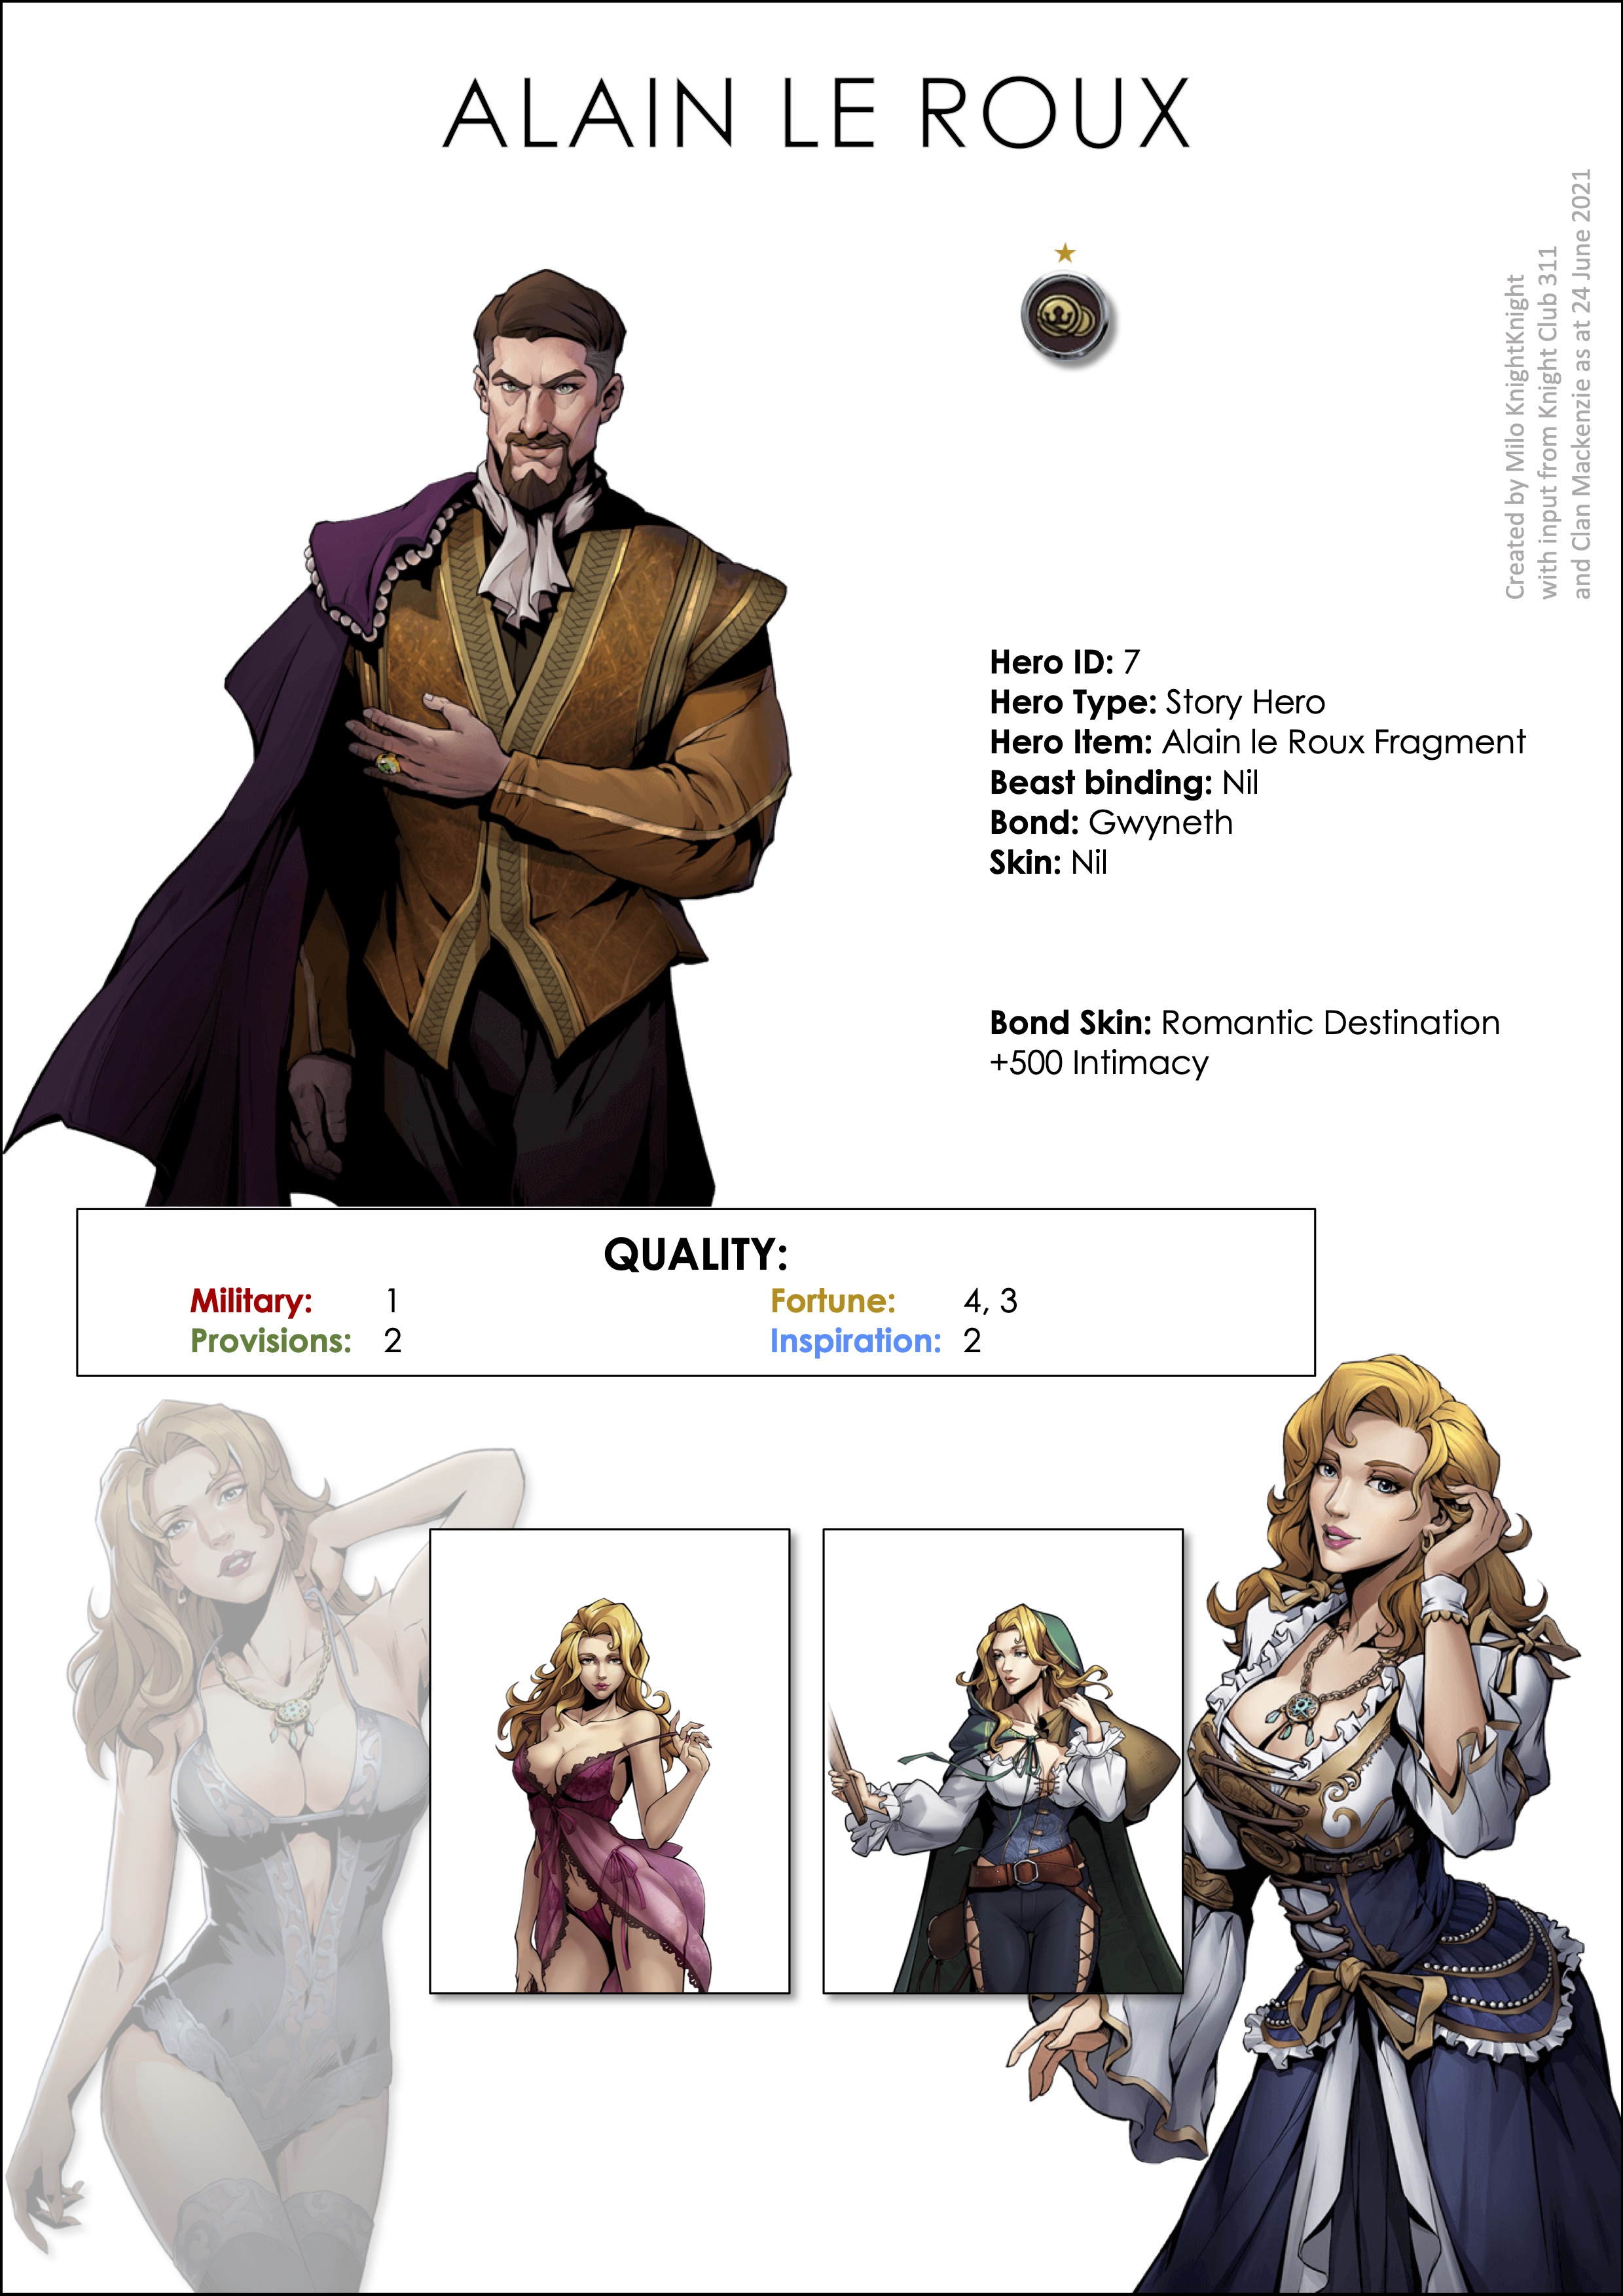 ALAIN LE ROUX
Created by Milo KnightKnight
with input from Knight Club 311
and Clan Mackenzie as at 24 June 2021
Hero ID: 7
Hero Type: Story Hero
Hero Item: Alain le Roux Fragment
Beast binding: Nil
Bond: Gwyneth
Skin: Nil
Bond Skin: Romantic Destination
+500 Intimacy
QUALITY:
Military: 1 Fortune: 4, 3
Provisions: 2 Inspiration: 2